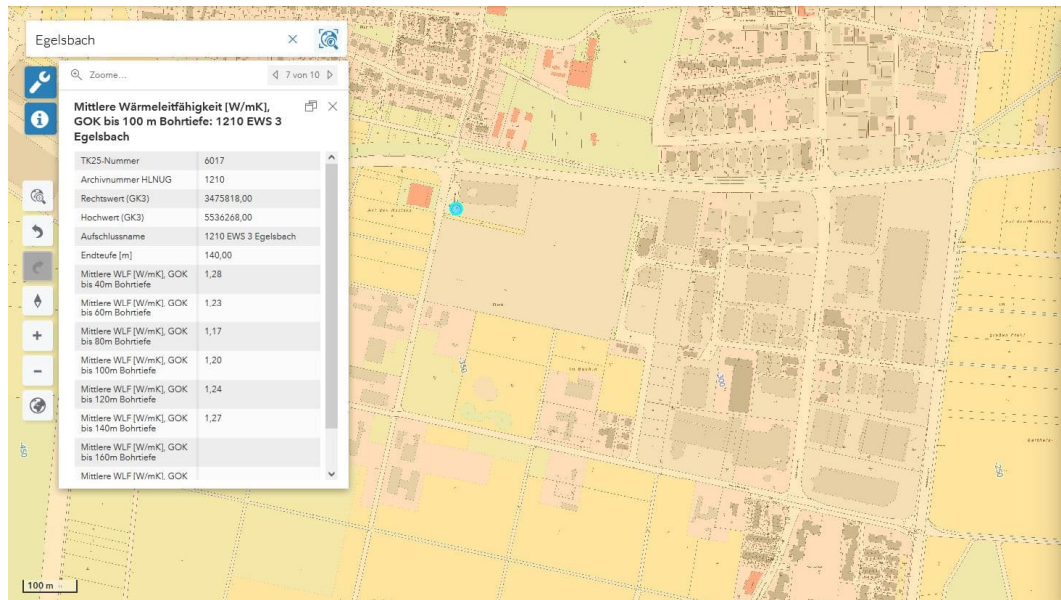 Egelsbach
Zoome...
7 von 10
Mittlere Wärmeleitfähigkeit [W/mK],
GOK bis 100 m Bohrtiefe: 1210 EWS 3
Egelsbach
TK25-Nummer 6017
Archivnummer HLNUG 1210
Rechtswert (GK3) 3475818,00
Hochwert (GK3) 5536268,00
Aufschlussname 1210 EWS 3 Egelsbach
Endteufe [m] 140,00
Mittlere WLF [W/mK], GOK 1,28
bis 40m Bohrtiefe
Mittlere WLF [W/mK], GOK 1,23
bis 60m Bohrtiefe
Mittlere WLF [W/mK], GOK 1,17
bis 80m Bohrtiefe
Mittlere WLF [W/mK], GOK 1,20
bis 100m Bohrtiefe
Mittlere WLF [W/mK], GOK 1,24
bis 120m Bohrtiefe
Mittlere WLF [W/mK], GOK 1,27
bis 140m Bohrtiefe
Mittlere WLF [W/mK], GOK
bis 160m Bohrtiefe
Mittlere WLF [W/mK], GOK
350
300
250
450
100 m